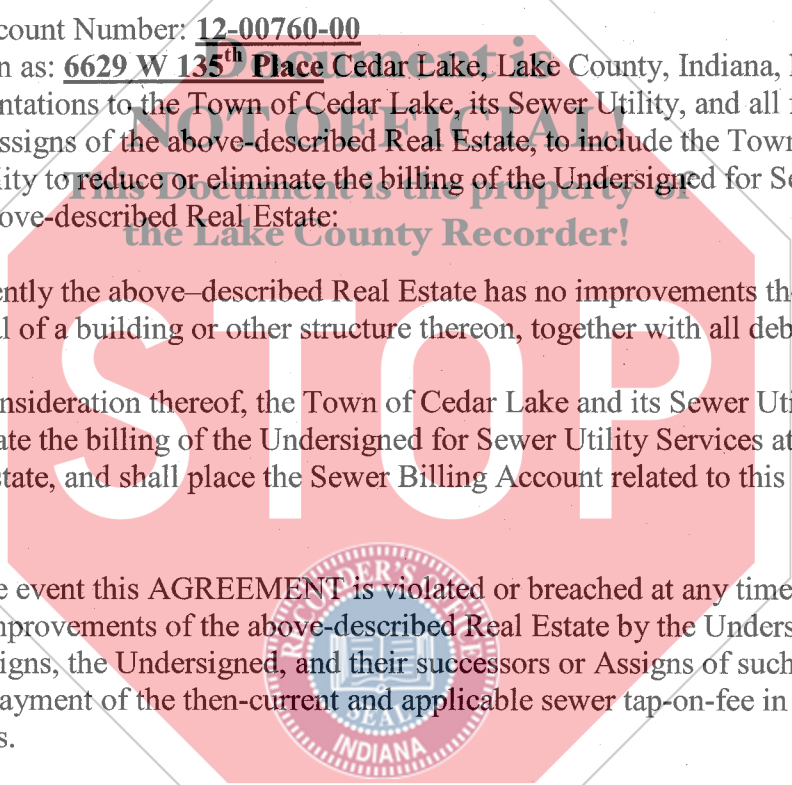 count Number: 12-00760-00
n as: 6629 W 135th Place Cedar Lake, Lake County, Indiana,
Document is
ntations to the Town of Cedar Lake, its Sewer Utility, and all
NOT OFFICIAL!
ssigns of the above-described Real Estate, to include the Town
lity to reduce or eliminate the billing of the Undersigned for Se
This Document is the property of
ove-described Real Estate:
the Lake County Recorder!
ently the above–described Real Estate has no improvements th
l of a building or other structure thereon, together with all deb
STOP
nsideration thereof, the Town of Cedar Lake and its Sewer Uti
ate the billing of the Undersigned for Sewer Utility Services at
state, and shall place the Sewer Billing Account related to this
e event this AGREEMENT is violated or breached at any time
mprovements of the above-described Real Estate by the Unders
igns, the Undersigned, and their successors or Assigns of such
ayment of the then-current and applicable sewer tap-on-fee in
s.
RECORDER'S OFFICE
SEAL
INDIANA